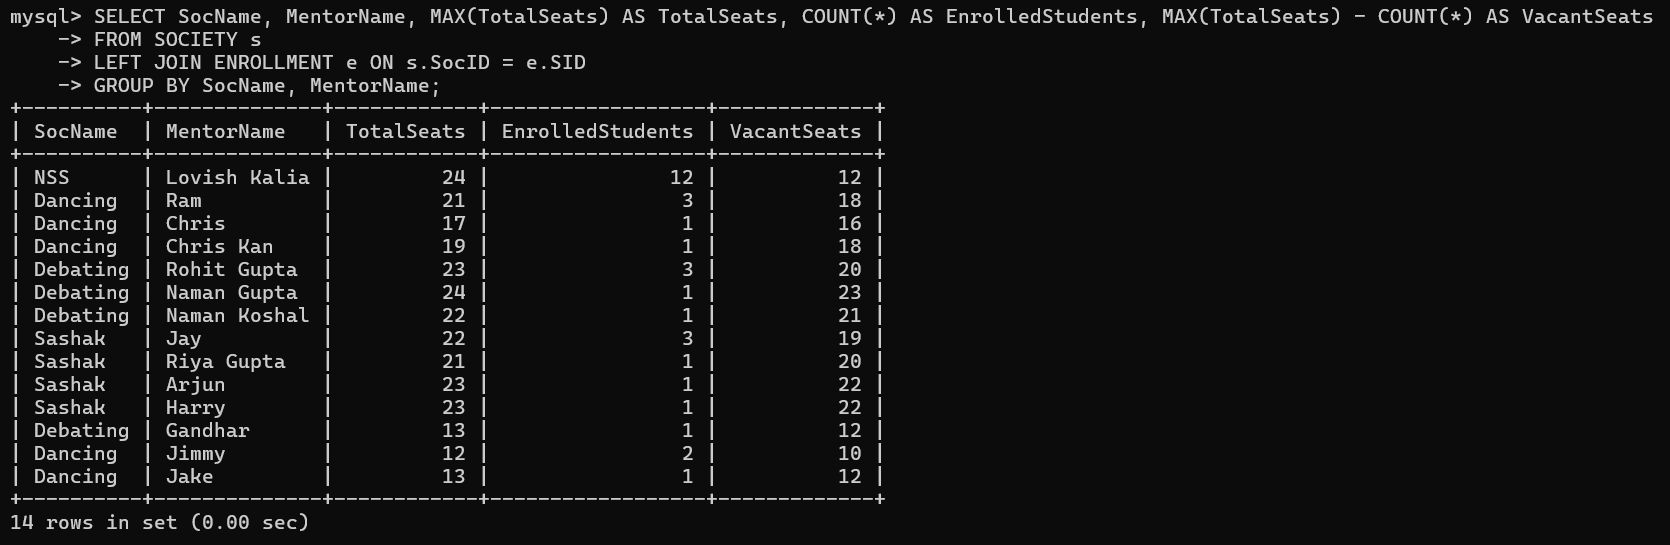 mysql> SELECT SocName, MentorName, MAX(TotalSeats) AS TotalSeats, COUNT(*) AS EnrolledStudents, MAX(TotalSeats) - COUNT(*) AS VacantSeats
    -> FROM SOCIETY s
    -> LEFT JOIN ENROLLMENT e ON s.SocID = e.SID
    -> GROUP BY SocName, MentorName;
+----------+--------------+------------+------------------+-------------+
| SocName  | MentorName   | TotalSeats | EnrolledStudents | VacantSeats |
+----------+--------------+------------+------------------+-------------+
| NSS      | Lovish Kalia |         24 |               12 |          12 |
| Dancing  | Ram          |         21 |                3 |          18 |
| Dancing  | Chris        |         17 |                1 |          16 |
| Dancing  | Chris Kan    |         19 |                1 |          18 |
| Debating | Rohit Gupta  |         23 |                3 |          20 |
| Debating | Naman Gupta  |         24 |                1 |          23 |
| Debating | Naman Koshal |         22 |                1 |          21 |
| Sashak   | Jay          |         22 |                3 |          19 |
| Sashak   | Riya Gupta   |         21 |                1 |          20 |
| Sashak   | Arjun        |         23 |                1 |          22 |
| Sashak   | Harry        |         23 |                1 |          22 |
| Debating | Gandhar      |         13 |                1 |          12 |
| Dancing  | Jimmy        |         12 |                2 |          10 |
| Dancing  | Jake         |         13 |                1 |          12 |
+----------+--------------+------------+------------------+-------------+
14 rows in set (0.00 sec)